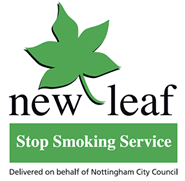 new leaf
Stop Smoking Service
Delivered on behalf of Nottingham City Council